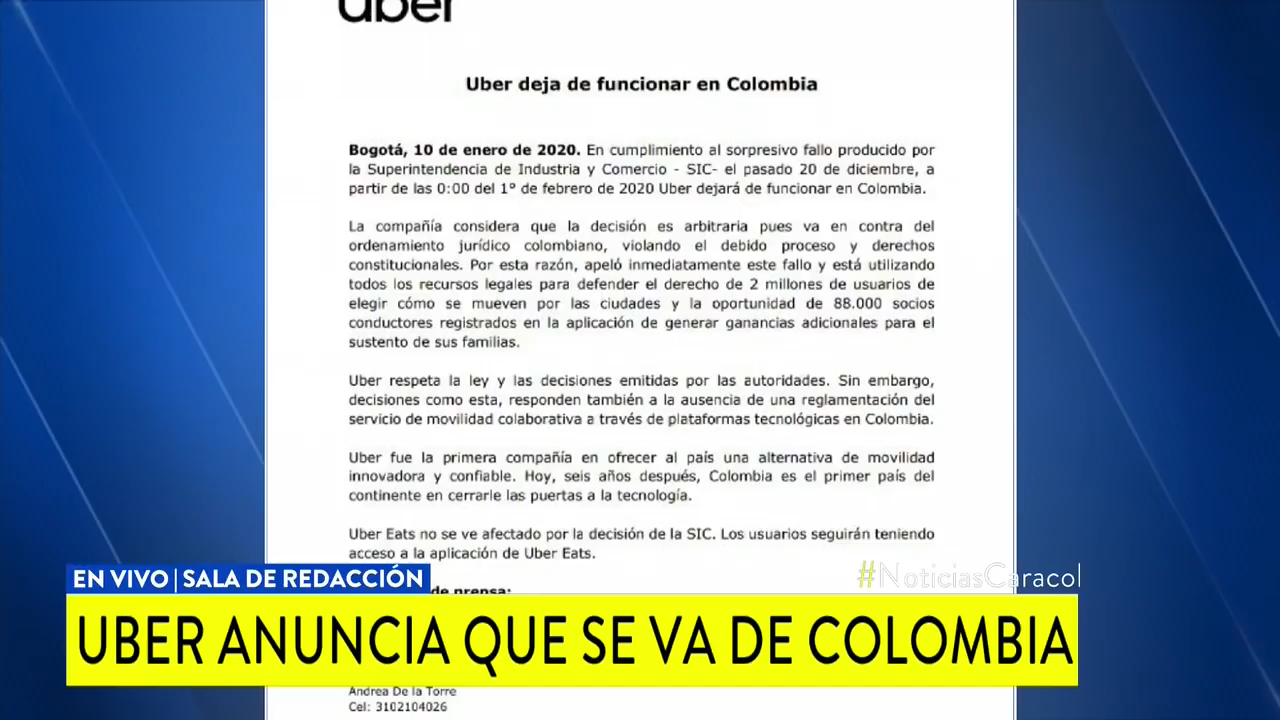 Uber
Uber deja de funcionar en Colombia
Bogotá, 10 de enero de 2020. En cumplimiento al sorpresivo fallo producido por
la Superintendencia de Industria y Comercio - SIC- el pasado 20 de diciembre, a
partir de las 0:00 del 1° de febrero de 2020 Uber dejará de funcionar en Colombia.
La compañía considera que la decisión es arbitraria pues va en contra del
ordenamiento jurídico colombiano, violando el debido proceso y derechos
constitucionales. Por esta razón, apeló inmediatamente este fallo y está utilizando
todos los recursos legales para defender el derecho de 2 millones de usuarios de
elegir cómo se mueven por las ciudades y la oportunidad de 88.000 socios
conductores registrados en la aplicación de generar ganancias adicionales para el
sustento de sus familias.
Uber respeta la ley y las decisiones emitidas por las autoridades. Sin embargo,
decisiones como esta, responden también a la ausencia de una reglamentación del
servicio de movilidad colaborativa a través de plataformas tecnológicas en Colombia.
Uber fue la primera compañía en ofrecer al país una alternativa de movilidad
innovadora y confiable. Hoy, seis años después, Colombia es el primer país del
continente en cerrarle las puertas a la tecnología.
Uber Eats no se ve afectado por la decisión de la SIC. Los usuarios seguirán teniendo
acceso a la aplicación de Uber Eats.
EN VIVO | SALA DE REDACCIÓN
#NoticiasCaracol
de prensa:
UBER ANUNCIA QUE SE VA DE COLOMBIA
Andrea De la Torre
Cel: 3102104026